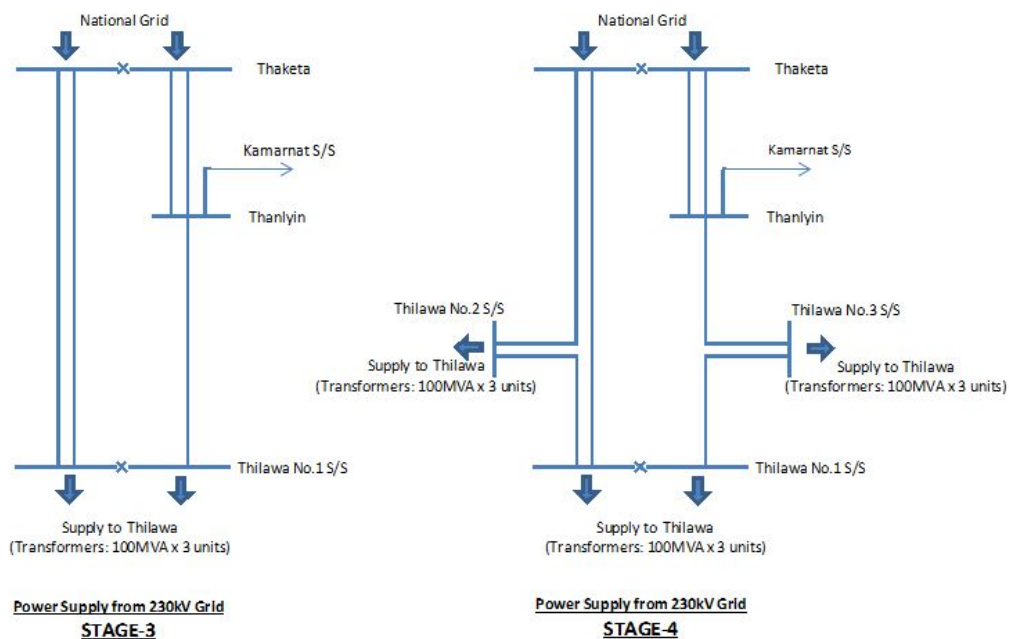 National Grid
Thaketa
Kamarnat S/S
Thanlyin
Thilawa No.1 S/S
Supply to Thilawa
(Transformers: 100MVA x 3 units)
Power Supply from 230kV Grid
STAGE-3
National Grid
Thaketa
Kamarnat S/S
Thanlyin
Thilawa No.2 S/S
Supply to Thilawa
(Transformers: 100MVA x 3 units)
Thilawa No.3 S/S
Supply to Thilawa
(Transformers: 100MVA x 3 units)
Thilawa No.1 S/S
Supply to Thilawa
(Transformers: 100MVA x 3 units)
Power Supply from 230kV Grid
STAGE-4